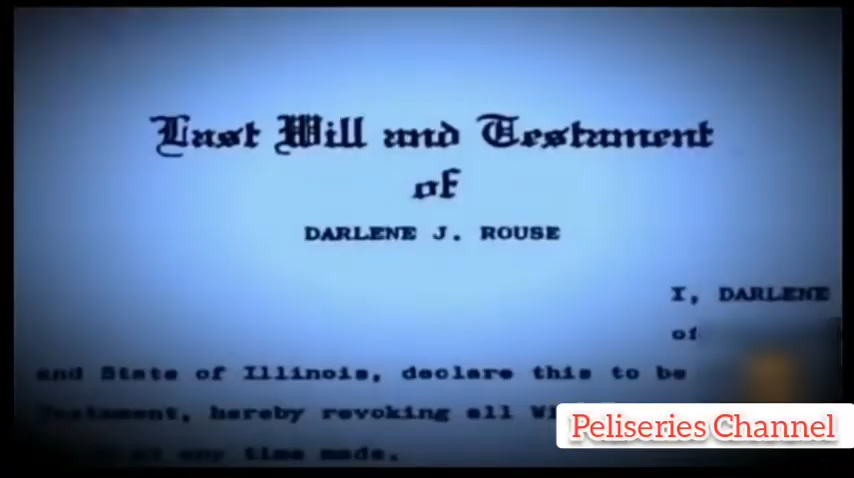 Last Will and Testament
of
DARLENE J. ROUSE
I, DARLENE
of
and State of Illinois, declare this to be
Testament, hereby revoking all
at any time made.
Peliseries Channel